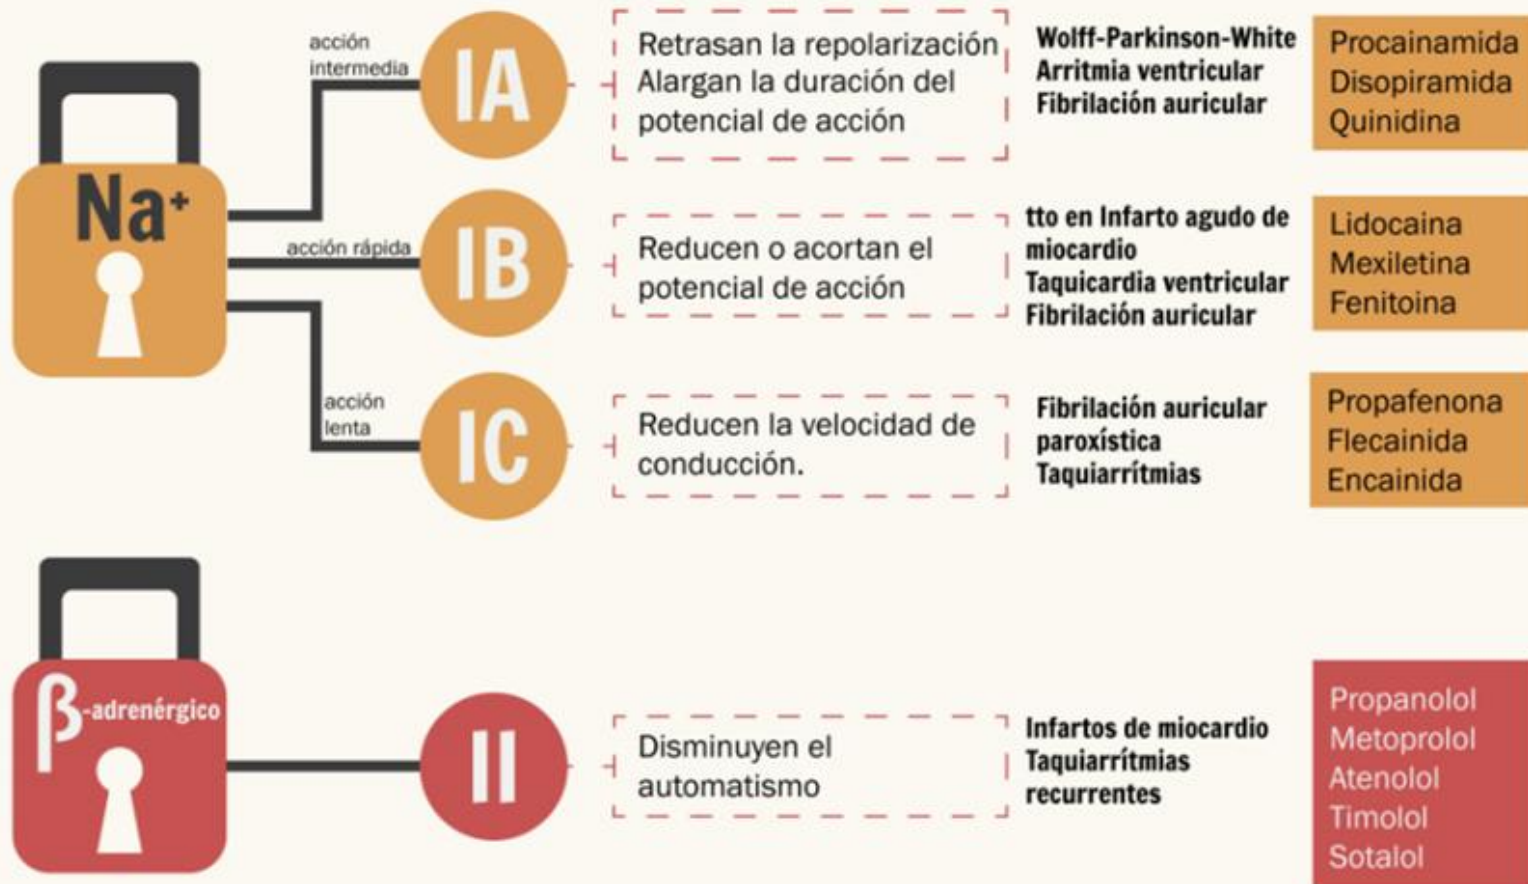 Na+
acción
intermedia
IA
Retrasan la repolarización
Alargan la duración del
potencial de acción
Wolff-Parkinson-White
Arritmia ventricular
Fibrilación auricular
Procainamida
Disopiramida
Quinidina
acción rápida
IB
Reducen o acortan el
potencial de acción
tto en Infarto agudo de
miocardio
Taquicardia ventricular
Fibrilación auricular
Lidocaina
Mexiletina
Fenitoina
acción
lenta
IC
Reducen la velocidad de
conducción.
Fibrilación auricular
paroxística
Taquiarrítmias
Propafenona
Flecainida
Encainida
β-adrenérgico
II
Disminuyen el
automatismo
Infartos de miocardio
Taquiarrítmias
recurrentes
Propanolol
Metoprolol
Atenolol
Timolol
Sotalol